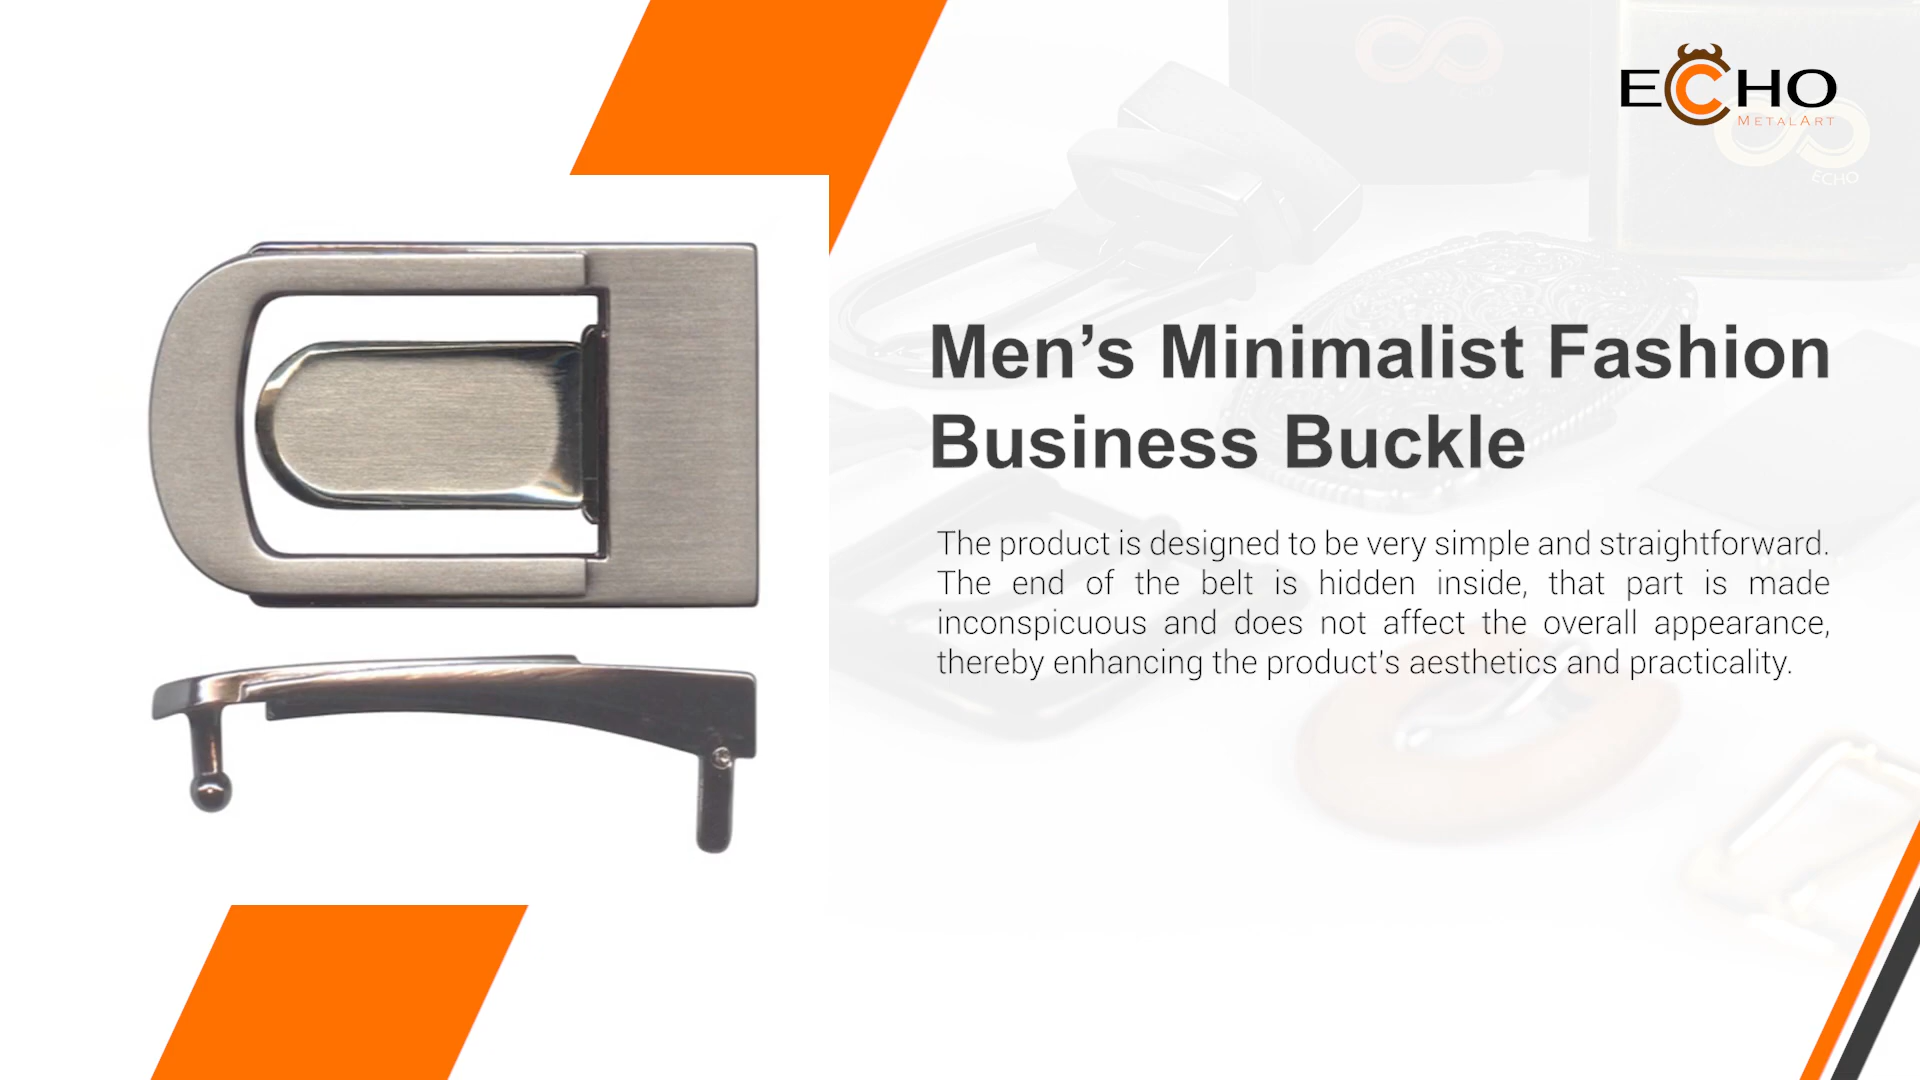 ECHO
METALART
ECHO
Men’s Minimalist Fashion
Business Buckle
The product is designed to be very simple and straightforward.
The end of the belt is hidden inside, that part is made
inconspicuous and does not affect the overall appearance,
thereby enhancing the product's aesthetics and practicality.